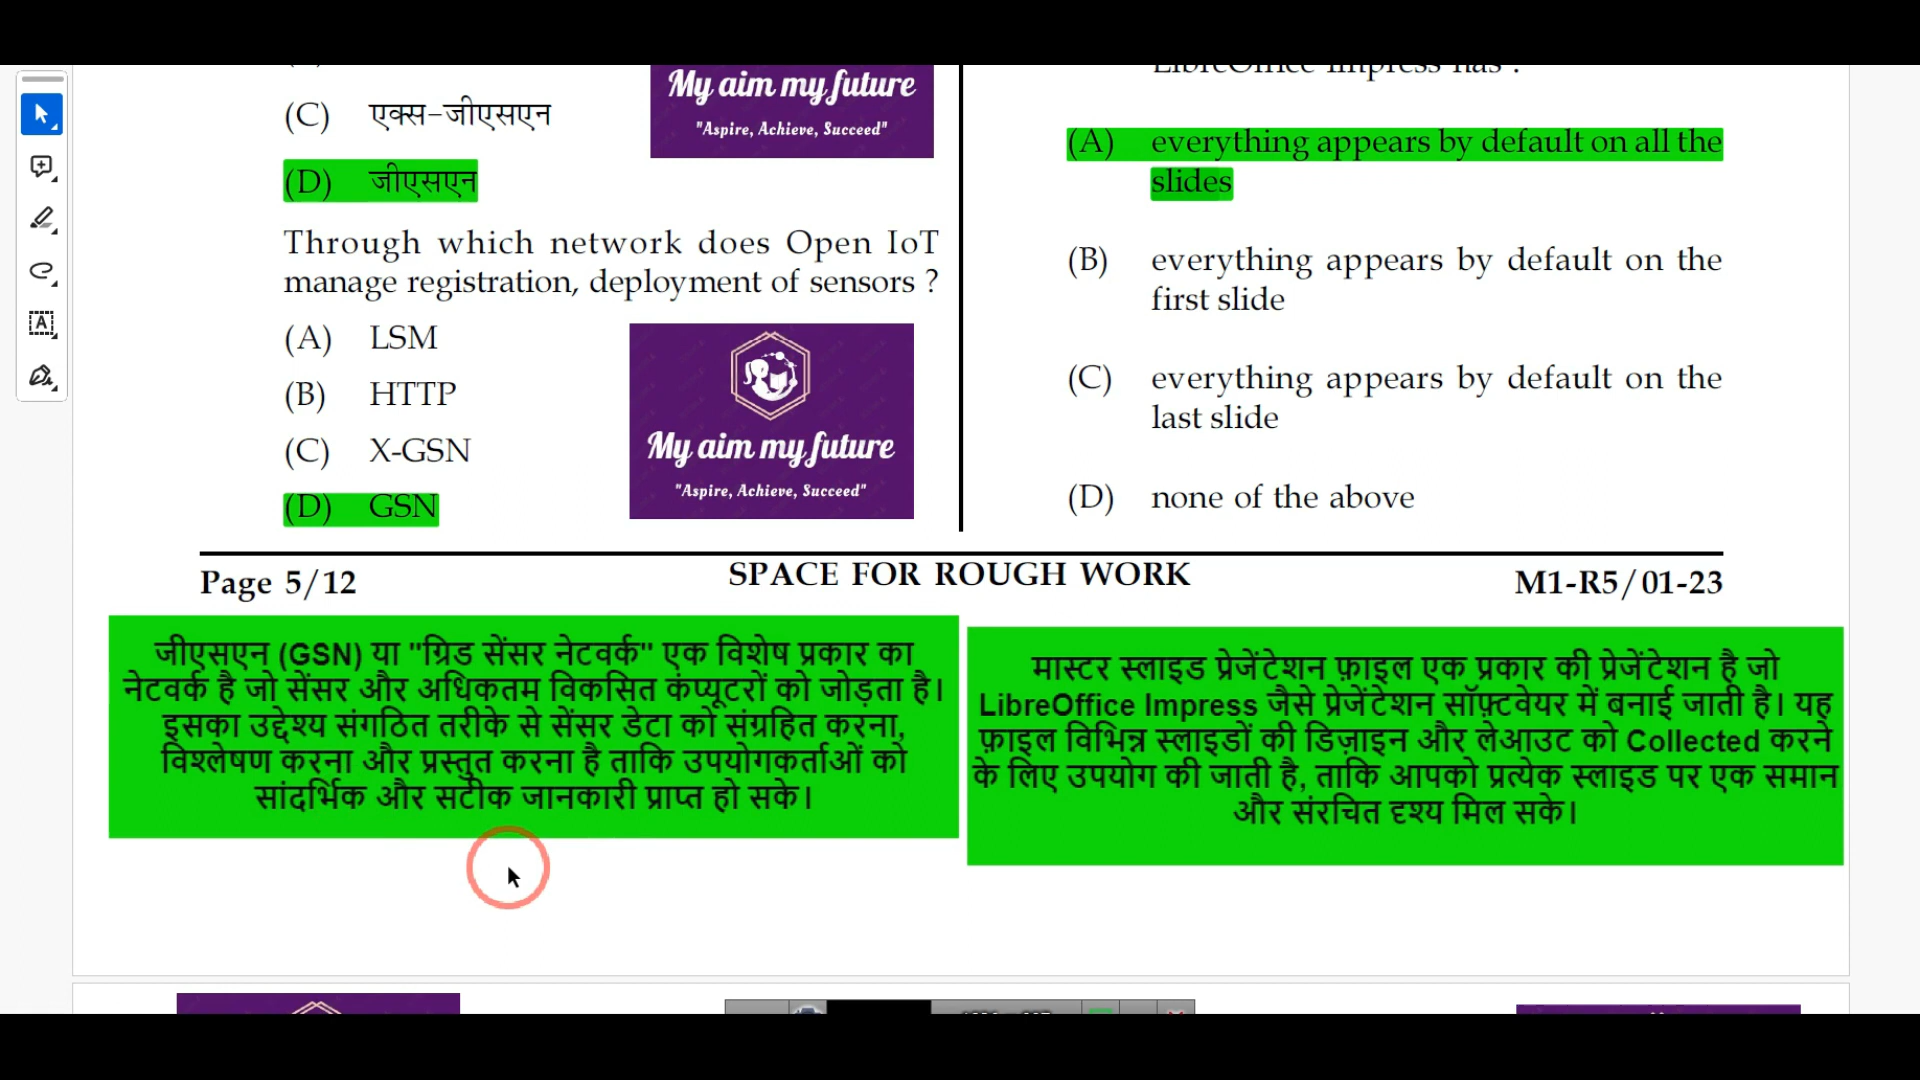 My aim my future
"Aspire, Achieve, Succeed"
(C) एक्स-जीएसएन
(D) जीएसएन
Through which network does Open IoT
manage registration, deployment of sensors ?
(A) LSM
(B) HTTP
(C) X-GSN
(D) GSN
My aim my future
"Aspire, Achieve, Succeed"
LibreOffice Impress has :
(A) everything appears by default on all the
slides
(B) everything appears by default on the
first slide
(C) everything appears by default on the
last slide
(D) none of the above
Page 5/12
SPACE FOR ROUGH WORK
M1-R5/01-23
जीएसएन (GSN) या "ग्रिड सेंसर नेटवर्क" एक विशेष प्रकार का
नेटवर्क है जो सेंसर और अधिकतम विकसित कंप्यूटरों को जोड़ता है।
इसका उद्देश्य संगठित तरीके से सेंसर डेटा को संग्रहित करना,
विश्लेषण करना और प्रस्तुत करना है ताकि उपयोगकर्ताओं को
सांदर्भिक और सटीक जानकारी प्राप्त हो सके।
मास्टर स्लाइड प्रेजेंटेशन फ़ाइल एक प्रकार की प्रेजेंटेशन है जो
LibreOffice Impress जैसे प्रेजेंटेशन सॉफ़्टवेयर में बनाई जाती है। यह
फ़ाइल विभिन्न स्लाइडों की डिज़ाइन और लेआउट को Collected करने
के लिए उपयोग की जाती है, ताकि आपको प्रत्येक स्लाइड पर एक समान
और संरचित दृश्य मिल सके।